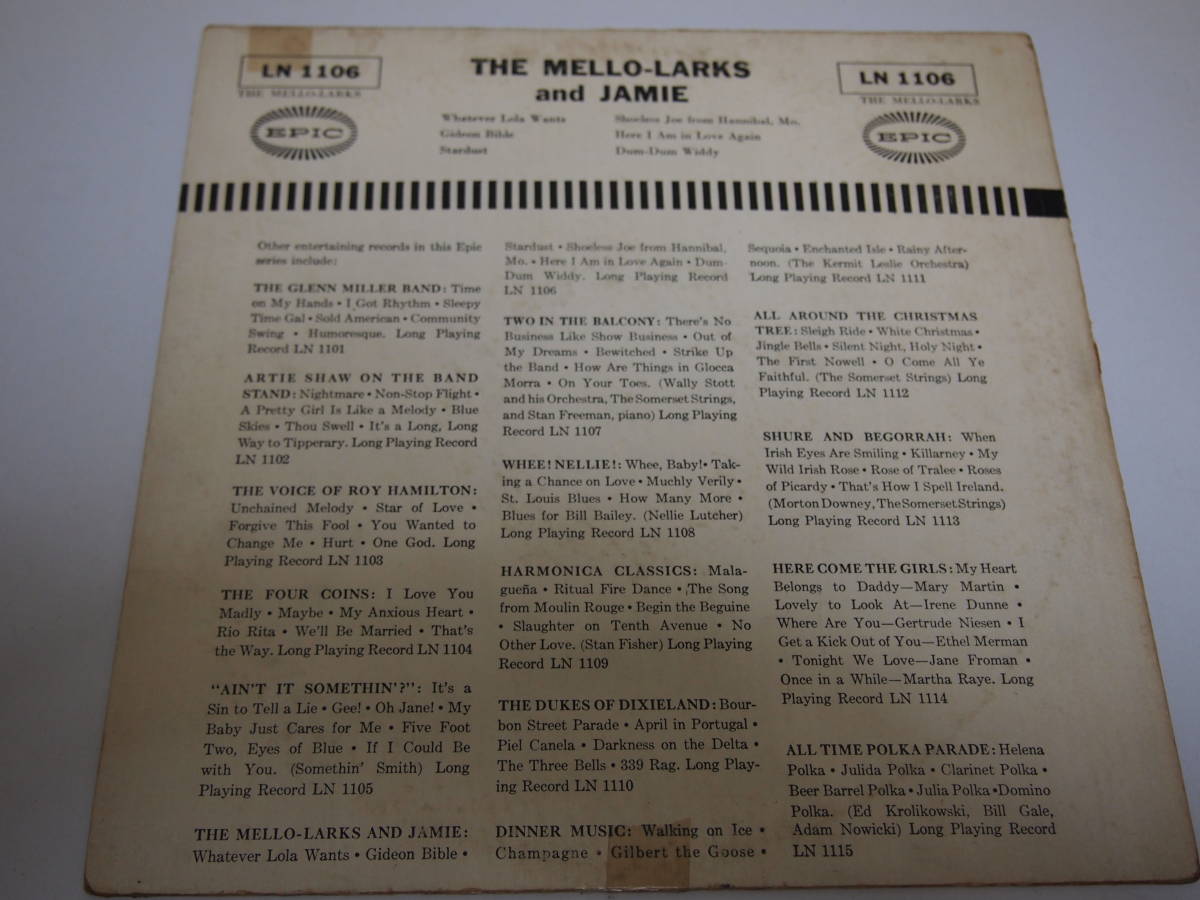 LN 1106
THE MELLO-LARKS
THE MELLO-LARKS
and JAMIE
LN 1106
THE MELLO-LARKS
EPIC
Whatever Lola Wants
Gideon Bible
Stardust
Shoeless Joe from Hannibal, Mo.
Here I Am in Love Again
Dum-Dum Widdy
EPIC
Other entertaining records in this Epic
series include:
THE GLENN MILLER BAND: Time
on My Hands • I Got Rhythm • Sleepy
Time Gal • Sold American • Community
Swing • Humoresque. Long Playing
Record LN 1101
ARTIE SHAW ON THE BAND
STAND: Nightmare • Non-Stop Flight •
A Pretty Girl Is Like a Melody • Blue
Skies • Thou Swell • It's a Long, Long
Way to Tipperary. Long Playing Record
LN 1102
THE VOICE OF ROY HAMILTON:
Unchained Melody • Star of Love •
Forgive This Fool • You Wanted to
Change Me • Hurt • One God. Long
Playing Record LN 1103
THE FOUR COINS: I Love You
Madly • Maybe • My Anxious Heart •
Rio Rita • We'll Be Married • That's
the Way. Long Playing Record LN 1104
"AIN'T IT SOMETHIN'?": It's a
Sin to Tell a Lie • Gee! • Oh Jane! • My
Baby Just Cares for Me • Five Foot
Two, Eyes of Blue • If I Could Be
with You. (Somethin' Smith) Long
Playing Record LN 1105
THE MELLO-LARKS AND JAMIE:
Whatever Lola Wants • Gideon Bible •
Stardust • Shoeless Joe from Hannibal,
Mo. • Here I Am in Love Again • Dum-
Dum Widdy. Long Playing Record
LN 1106
TWO IN THE BALCONY: There's No
Business Like Show Business • Out of
My Dreams • Bewitched • Strike Up
the Band • How Are Things in Glocca
Morra • On Your Toes. (Wally Stott
and his Orchestra, The Somerset Strings,
and Stan Freeman, piano) Long Playing
Record LN 1107
WHEE! NELLIE!: Whee, Baby! • Tak-
ing a Chance on Love • Muchly Verily •
St. Louis Blues • How Many More •
Blues for Bill Bailey. (Nellie Lutcher)
Long Playing Record LN 1108
HARMONICA CLASSICS: Mala-
gueña • Ritual Fire Dance • The Song
from Moulin Rouge • Begin the Beguine
• Slaughter on Tenth Avenue • No
Other Love. (Stan Fisher) Long Playing
Record LN 1109
THE DUKES OF DIXIELAND: Bour-
bon Street Parade • April in Portugal •
Piel Canela • Darkness on the Delta •
The Three Bells • 339 Rag. Long Play-
ing Record LN 1110
DINNER MUSIC: Walking on Ice •
Champagne • Gilbert the Goose •
Sequoia • Enchanted Isle • Rainy After-
noon. (The Kermit Leslie Orchestra)
Long Playing Record LN 1111
ALL AROUND THE CHRISTMAS
TREE: Sleigh Ride • White Christmas •
Jingle Bells • Silent Night, Holy Night •
The First Nowell • O Come All Ye
Faithful. (The Somerset Strings) Long
Playing Record LN 1112
SHURE AND BEGORRAH: When
Irish Eyes Are Smiling • Killarney • My
Wild Irish Rose • Rose of Tralee • Roses
of Picardy • That's How I Spell Ireland.
(Morton Downey, The Somerset Strings)
Long Playing Record LN 1113
HERE COME THE GIRLS: My Heart
Belongs to Daddy—Mary Martin •
Lovely to Look At—Irene Dunne •
Where Are You—Gertrude Niesen • I
Get a Kick Out of You—Ethel Merman
• Tonight We Love—Jane Froman •
Once in a While—Martha Raye. Long
Playing Record LN 1114
ALL TIME POLKA PARADE: Helena
Polka • Julida Polka • Clarinet Polka •
Beer Barrel Polka • Julia Polka • Domino
Polka. (Ed Krolikowski, Bill Gale,
Adam Nowicki) Long Playing Record
LN 1115